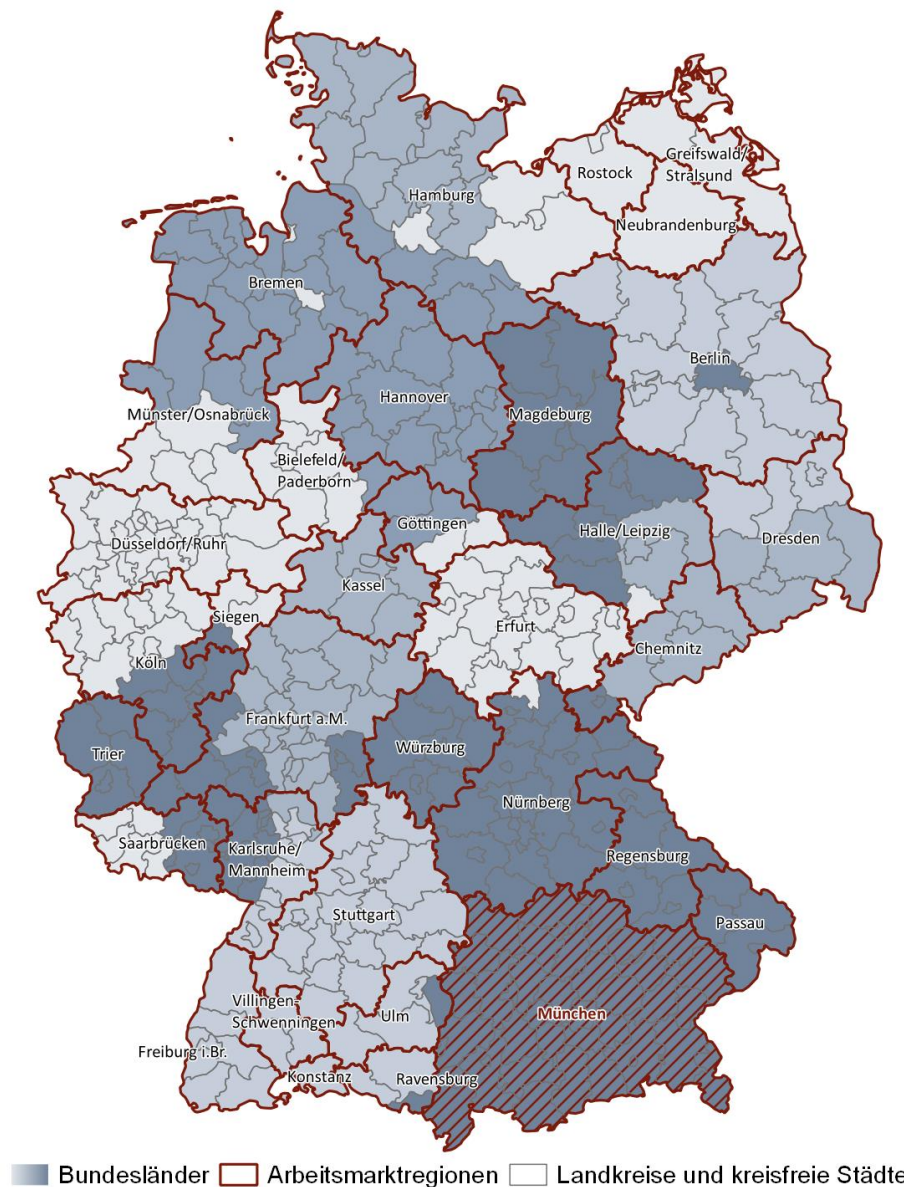 Hamburg
Rostock
Greifswald/
Stralsund
Neubrandenburg
Bremen
Berlin
Hannover
Münster/Osnabrück
Magdeburg
Bielefeld/
Paderborn
Göttingen
Düsseldorf/Ruhr
Halle/Leipzig
Dresden
Kassel
Siegen
Erfurt
Chemnitz
Köln
Frankfurt a.M.
Trier
Würzburg
Nürnberg
Saarbrücken
Karlsruhe/
Mannheim
Regensburg
Stuttgart
Passau
Villingen-
Schwenningen
Ulm
München
Freiburg i.Br.
Konstanz
Ravensburg
Bundesländer Arbeitsmarktregionen Landkreise und kreisfreie Städte